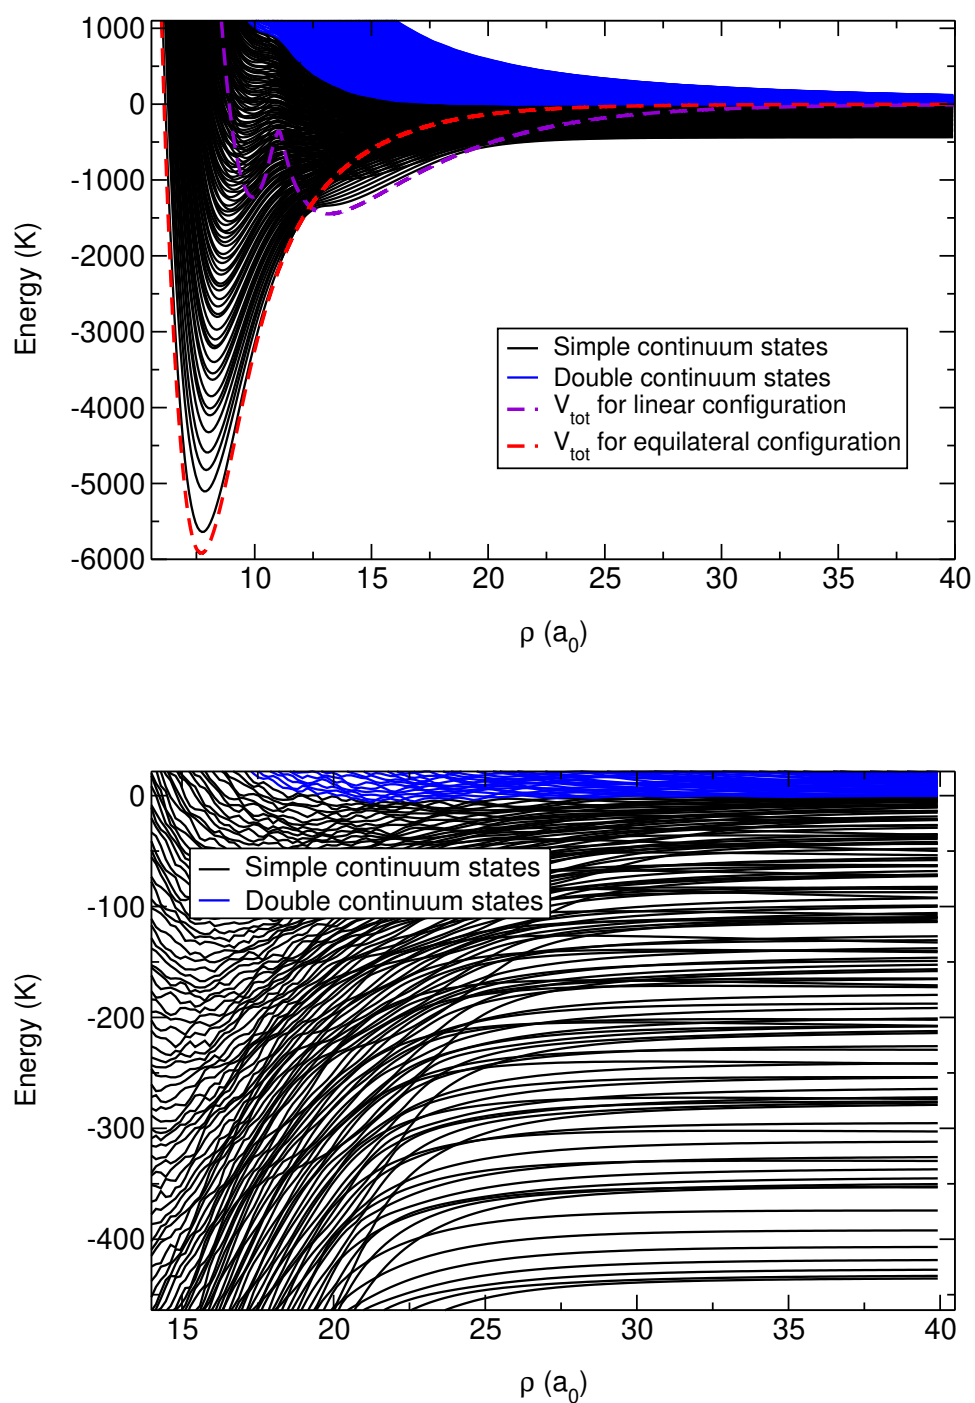 1000
0
-1000
-2000
-3000
-4000
-5000
-6000
Energy (K)
10 15 20 25 30 35 40
ρ (a0)
Simple continuum states
Double continuum states
Vtot for linear configuration
Vtot for equilateral configuration
0
-100
-200
-300
-400
Energy (K)
15 20 25 30 35 40
ρ (a0)
Simple continuum states
Double continuum states